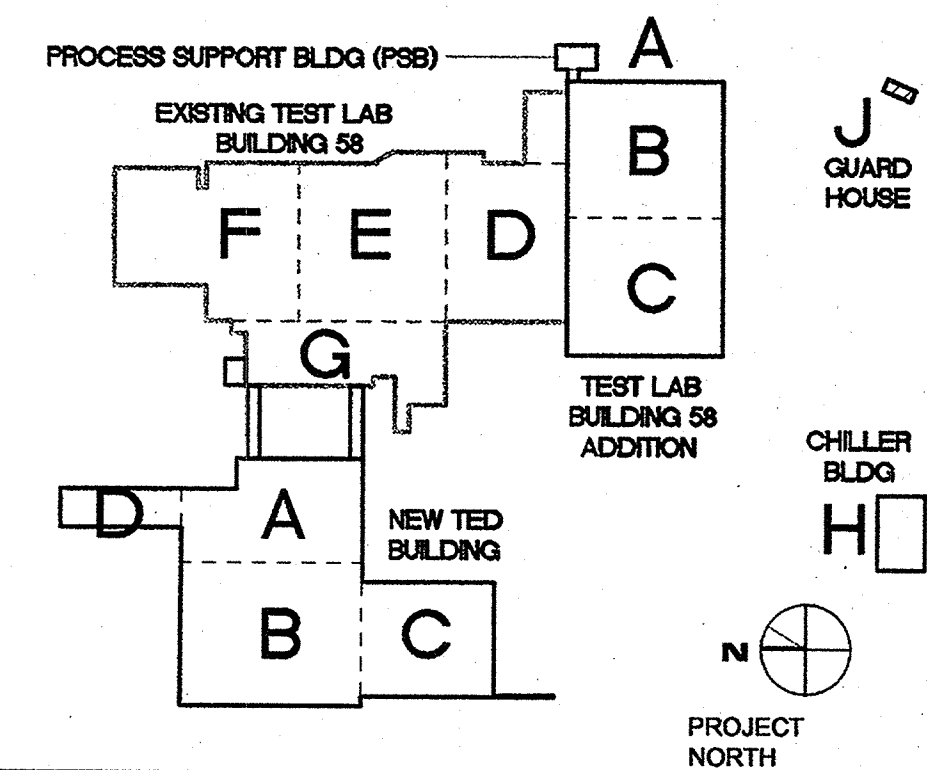 A
PROCESS SUPPORT BLDG (PSB)
EXISTING TEST LAB
BUILDING 58
B
J
GUARD
HOUSE
F
E
D
C
G
TEST LAB
BUILDING 58
ADDITION
CHILLER
BLDG
D
A
NEW TED
BUILDING
H
B
C
N
PROJECT
NORTH